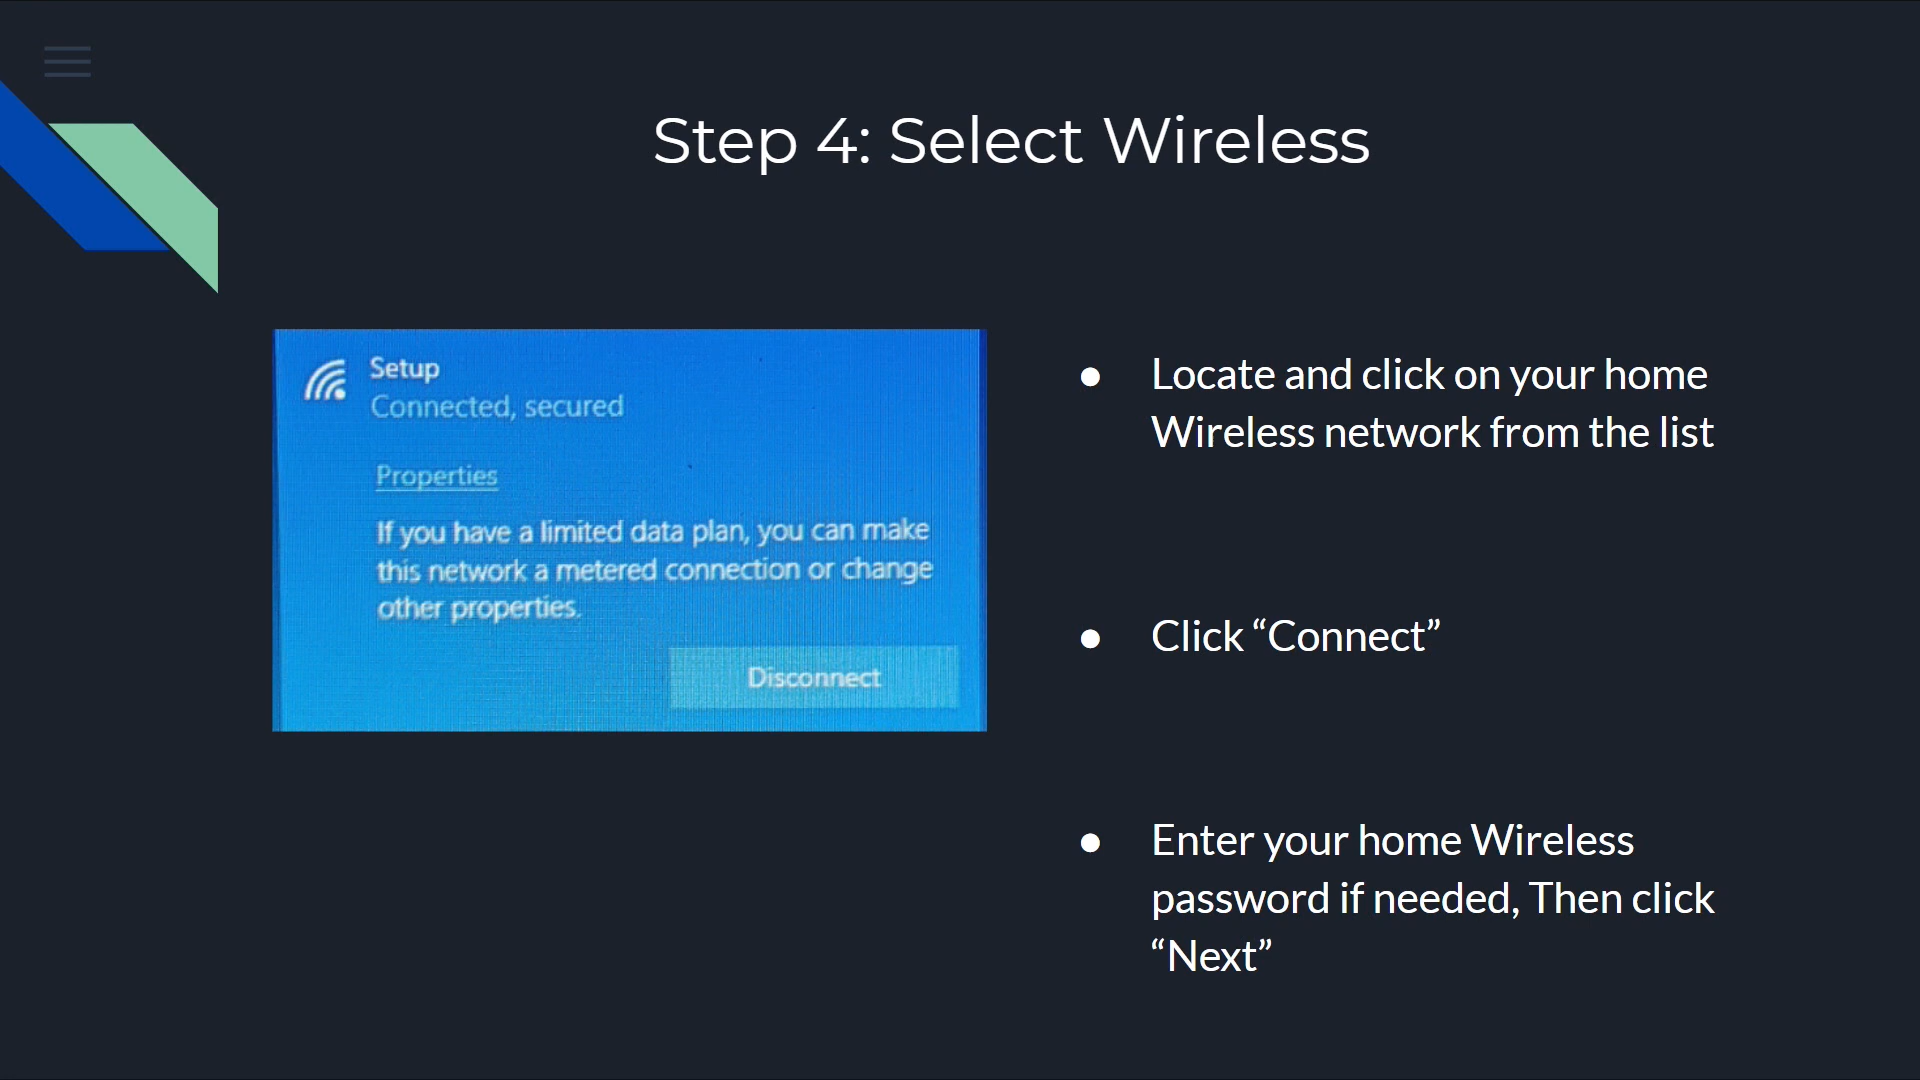 Step 4: Select Wireless
Setup
Connected, secured
Properties
If you have a limited data plan, you can make
this network a metered connection or change
other properties.
Disconnect
● Locate and click on your home
Wireless network from the list
● Click “Connect”
● Enter your home Wireless
password if needed, Then click
“Next”